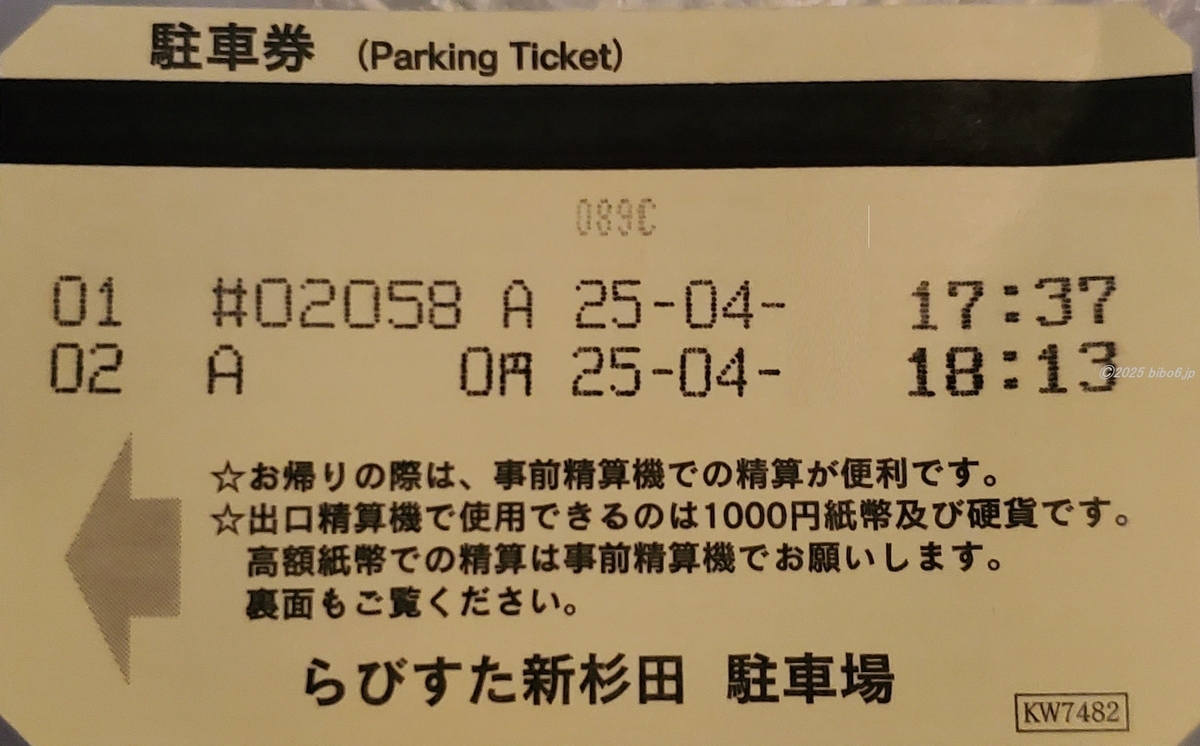 駐車券 (Parking Ticket)
089C
01 #02058 A 25-04- 17:37
02 A 0円 25-04- 18:13
©2025 bibo6.jp
☆お帰りの際は、事前精算機での精算が便利です。
☆出口精算機で使用できるのは1000円紙幣及び硬貨です。
高額紙幣での精算は事前精算機でお願いします。
裏面もご覧ください。
らびすた新杉田 駐車場
KW7482